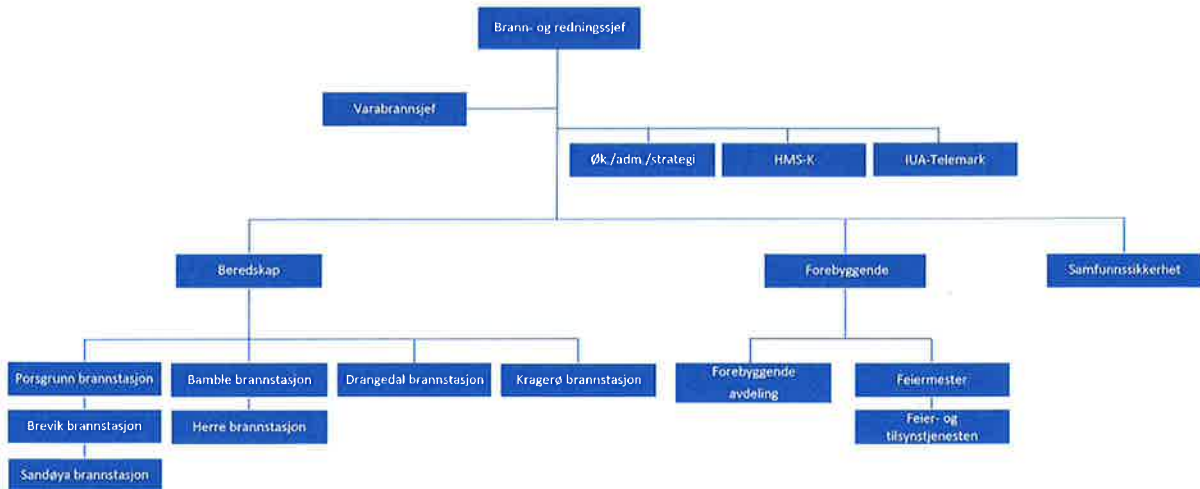 Brann- og redningssjef
Varabrannsjef
Øk./adm./strategi
HMS-K
IUA-Telemark
Beredskap
Forebyggende
Samfunnssikkerhet
Porsgrunn brannstasjon
Bamble brannstasjon
Drangedal brannstasjon
Kragerø brannstasjon
Forebyggende
avdeling
Feiermester
Brevik brannstasjon
Herre brannstasjon
Feier- og
tilsynstjenesten
Sandøya brannstasjon